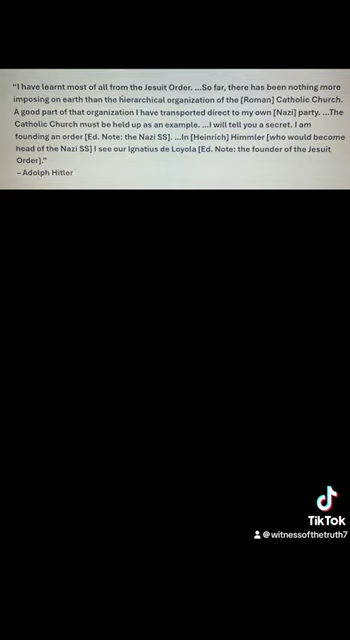 "I have learnt most of all from the Jesuit Order. ...So far, there has been nothing more
imposing on earth than the hierarchical organization of the [Roman] Catholic Church.
A good part of that organization I have transported direct to my own [Nazi] party. ...The
Catholic Church must be held up as an example. ...I will tell you a secret. I am
founding an order [Ed. Note: the Nazi SS]. ...In [Heinrich] Himmler [who would become
head of the Nazi SS] I see our Ignatius de Loyola [Ed. Note: the founder of the Jesuit
Order]."
– Adolph Hitler
TikTok
@witnessofthetruth7